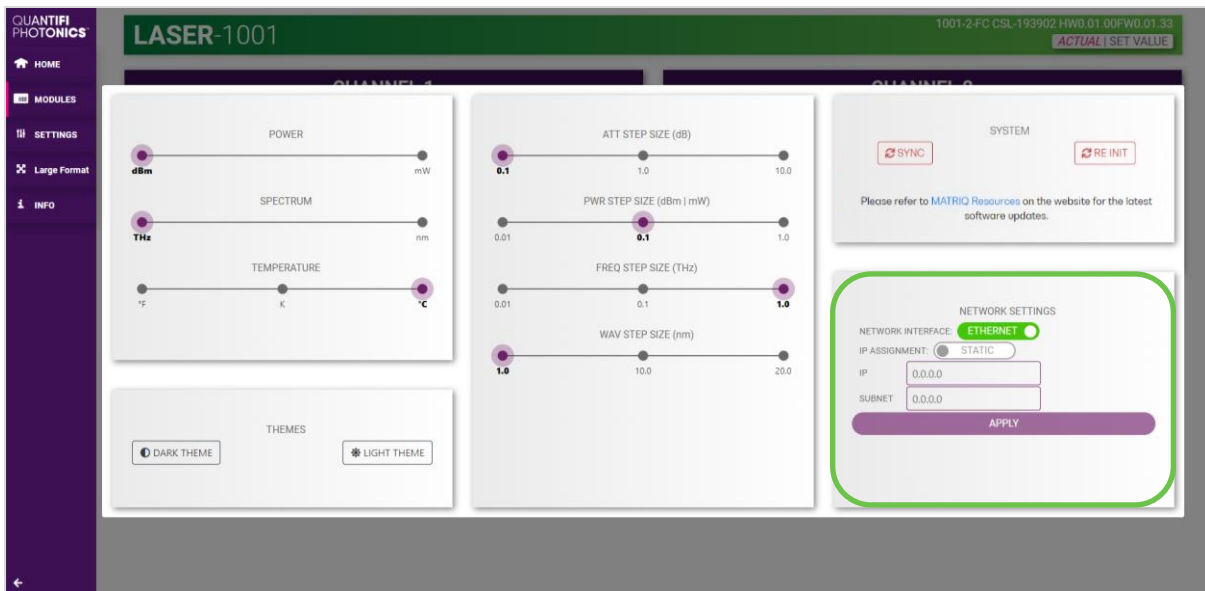 QUANTIFI
PHOTONICS™
HOME
MODULES
SETTINGS
Large Format
INFO
LASER-1001
1001-2-FC CSL-193902 HW0.01.00FW0.01.33
ACTUAL | SET VALUE
CHANNEL 1
CHANNEL 2
POWER
dBm
mW
SPECTRUM
THz
nm
TEMPERATURE
°F
K
°C
THEMES
DARK THEME
LIGHT THEME
ATT STEP SIZE (dB)
0.1
1.0
10.0
PWR STEP SIZE (dBm | mW)
0.01
0.1
1.0
FREQ STEP SIZE (THz)
0.01
0.1
1.0
WAV STEP SIZE (nm)
1.0
10.0
20.0
SYSTEM
SYNC
RE INIT
Please refer to MATRIQ Resources on the website for the latest
software updates.
NETWORK SETTINGS
NETWORK INTERFACE: ETHERNET
IP ASSIGNMENT: STATIC
IP 0.0.0.0
SUBNET 0.0.0.0
APPLY